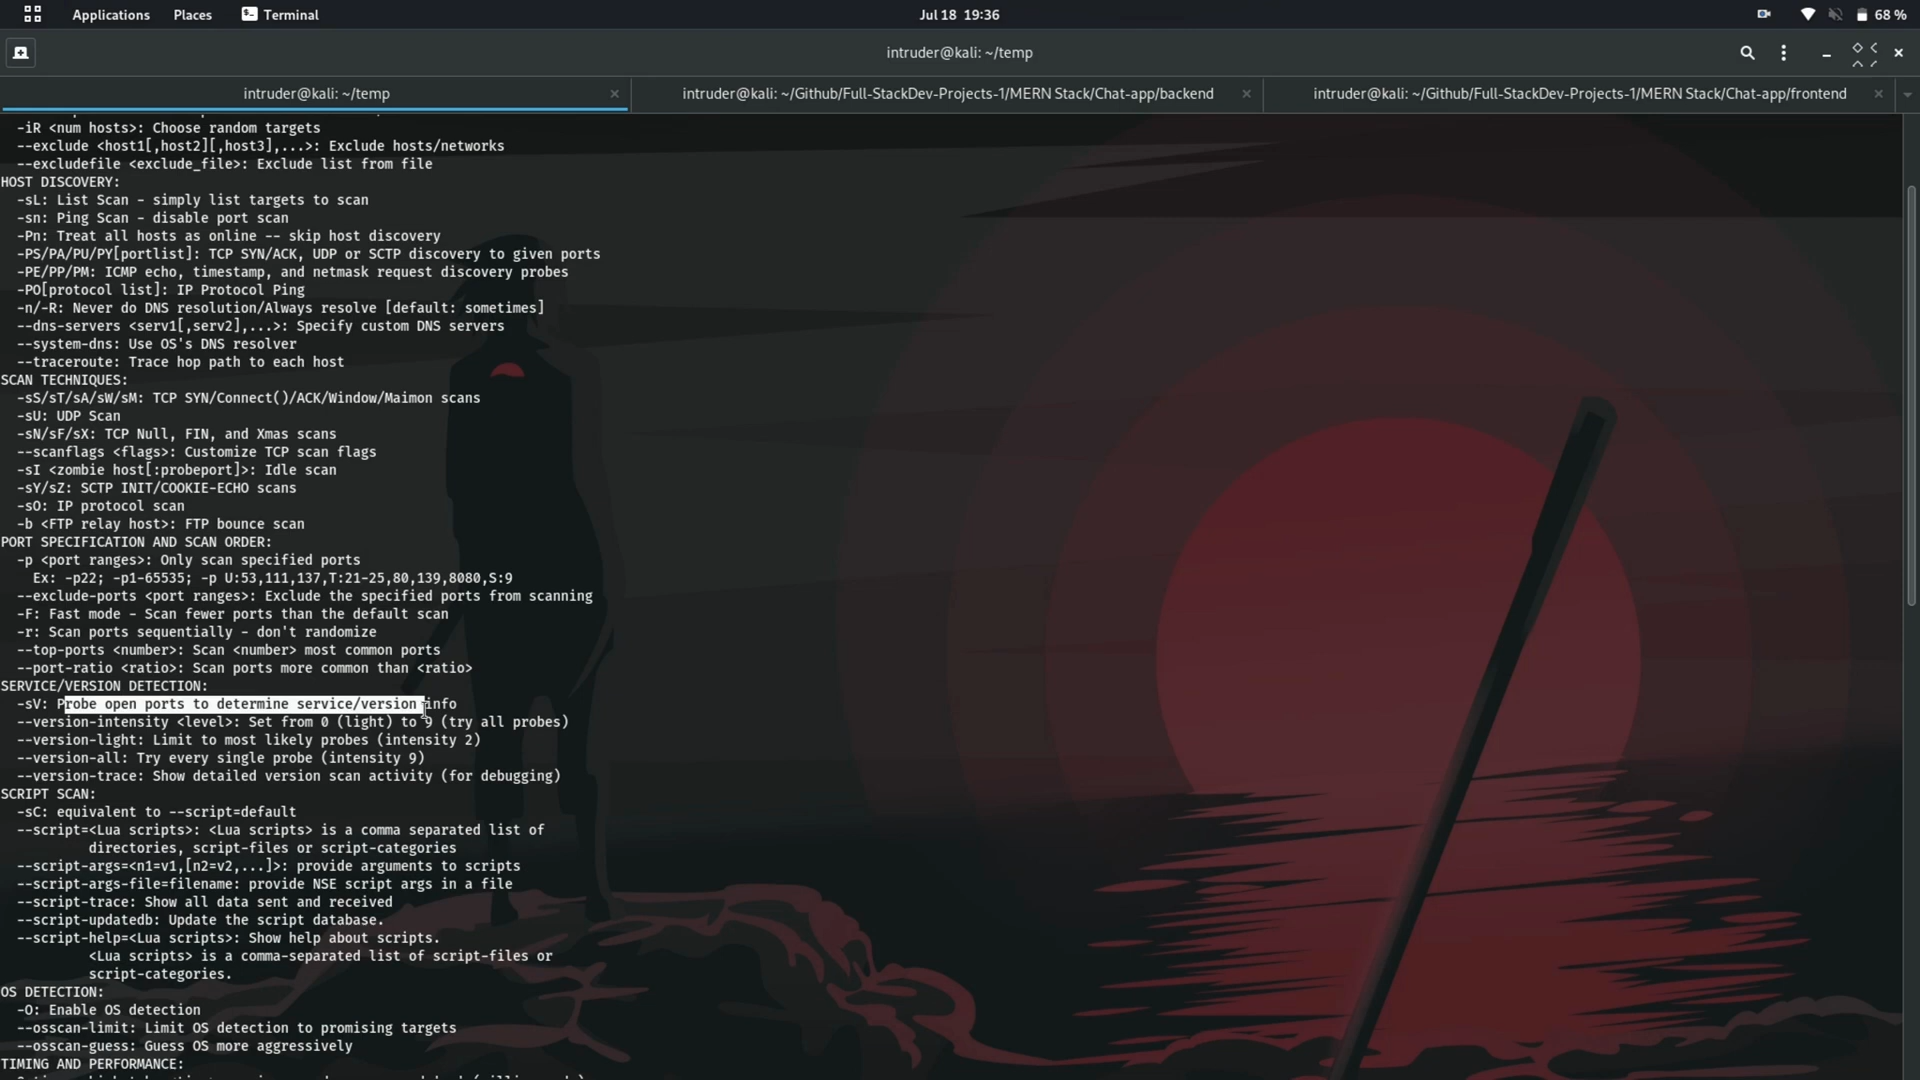 Applications Places Terminal Jul 18 19:36 68 %
intruder@kali: ~/temp
intruder@kali: ~/temp intruder@kali: ~/Github/Full-StackDev-Projects-1/MERN Stack/Chat-app/backend intruder@kali: ~/Github/Full-StackDev-Projects-1/MERN Stack/Chat-app/frontend
-iR <num hosts>: Choose random targets
--exclude <host1[,host2][,host3],...>: Exclude hosts/networks
--excludefile <exclude_file>: Exclude list from file
HOST DISCOVERY:
-sL: List Scan - simply list targets to scan
-sn: Ping Scan - disable port scan
-Pn: Treat all hosts as online -- skip host discovery
-PS/PA/PU/PY[portlist]: TCP SYN/ACK, UDP or SCTP discovery to given ports
-PE/PP/PM: ICMP echo, timestamp, and netmask request discovery probes
-PO[protocol list]: IP Protocol Ping
-n/-R: Never do DNS resolution/Always resolve [default: sometimes]
--dns-servers <serv1[,serv2],...>: Specify custom DNS servers
--system-dns: Use OS's DNS resolver
--traceroute: Trace hop path to each host
SCAN TECHNIQUES:
-sS/sT/sA/sW/sM: TCP SYN/Connect()/ACK/Window/Maimon scans
-sU: UDP Scan
-sN/sF/sX: TCP Null, FIN, and Xmas scans
--scanflags <flags>: Customize TCP scan flags
-sI <zombie host[:probeport]>: Idle scan
-sY/sZ: SCTP INIT/COOKIE-ECHO scans
-sO: IP protocol scan
-b <FTP relay host>: FTP bounce scan
PORT SPECIFICATION AND SCAN ORDER:
-p <port ranges>: Only scan specified ports
Ex: -p22; -p1-65535; -p U:53,111,137,T:21-25,80,139,8080,S:9
--exclude-ports <port ranges>: Exclude the specified ports from scanning
-F: Fast mode - Scan fewer ports than the default scan
-r: Scan ports sequentially - don't randomize
--top-ports <number>: Scan <number> most common ports
--port-ratio <ratio>: Scan ports more common than <ratio>
SERVICE/VERSION DETECTION:
-sV: Probe open ports to determine service/version info
--version-intensity <level>: Set from 0 (light) to 9 (try all probes)
--version-light: Limit to most likely probes (intensity 2)
--version-all: Try every single probe (intensity 9)
--version-trace: Show detailed version scan activity (for debugging)
SCRIPT SCAN:
-sC: equivalent to --script=default
--script=<Lua scripts>: <Lua scripts> is a comma separated list of
directories, script-files or script-categories
--script-args=<n1=v1,[n2=v2,...]>: provide arguments to scripts
--script-args-file=filename: provide NSE script args in a file
--script-trace: Show all data sent and received
--script-updatedb: Update the script database.
--script-help=<Lua scripts>: Show help about scripts.
<Lua scripts> is a comma-separated list of script-files or
script-categories.
OS DETECTION:
-O: Enable OS detection
--osscan-limit: Limit OS detection to promising targets
--osscan-guess: Guess OS more aggressively
TIMING AND PERFORMANCE: